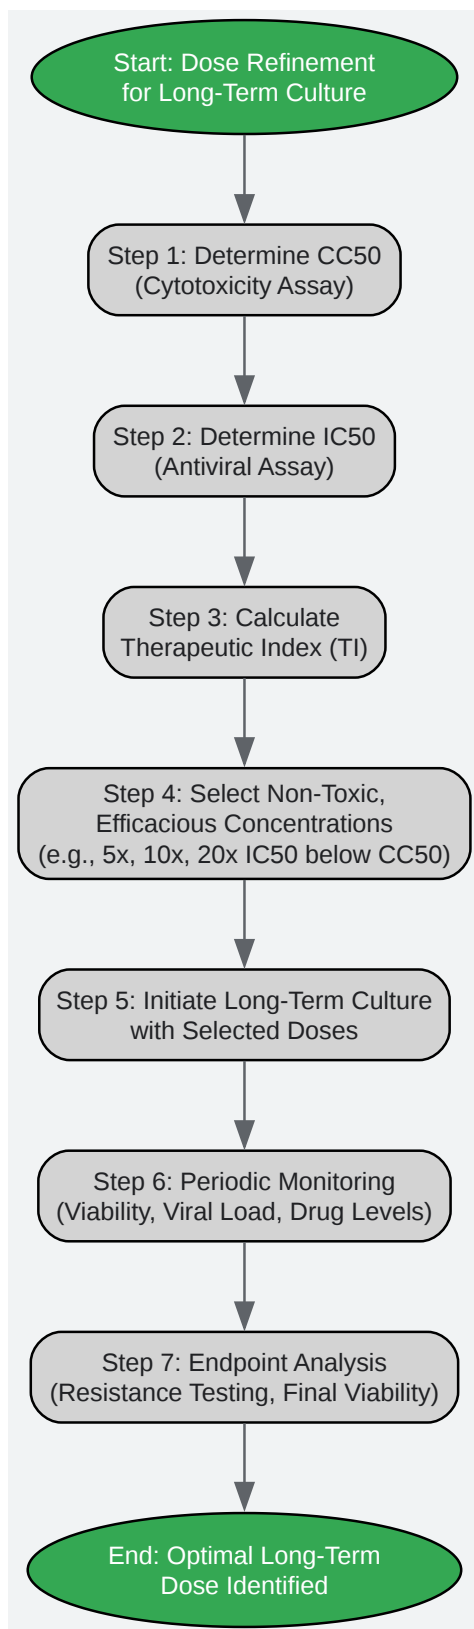 Start: Dose Refinement
for Long-Term Culture
Step 1: Determine CC50
(Cytotoxicity Assay)
Step 2: Determine IC50
(Antiviral Assay)
Step 3: Calculate
Therapeutic Index (TI)
Step 4: Select Non-Toxic,
Efficacious Concentrations
(e.g., 5x, 10x, 20x IC50 below CC50)
Step 5: Initiate Long-Term Culture
with Selected Doses
Step 6: Periodic Monitoring
(Viability, Viral Load, Drug Levels)
Step 7: Endpoint Analysis
(Resistance Testing, Final Viability)
End: Optimal Long-Term
Dose Identified